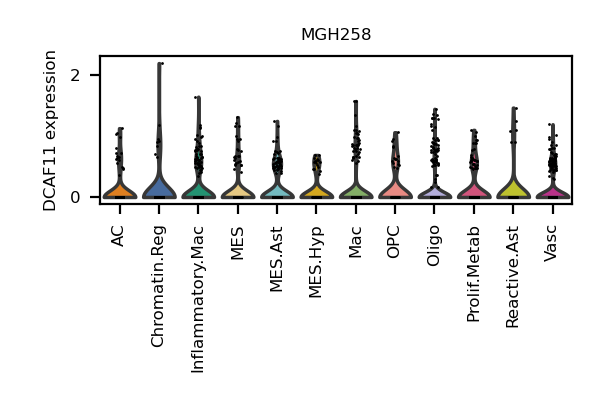 MGH258
DCAF11 expression
2
0
AC
Chromatin.Reg
Inflammatory.Mac
MES
MES.Ast
MES.Hyp
Mac
OPC
Oligo
Prolif.Metab
Reactive.Ast
Vasc